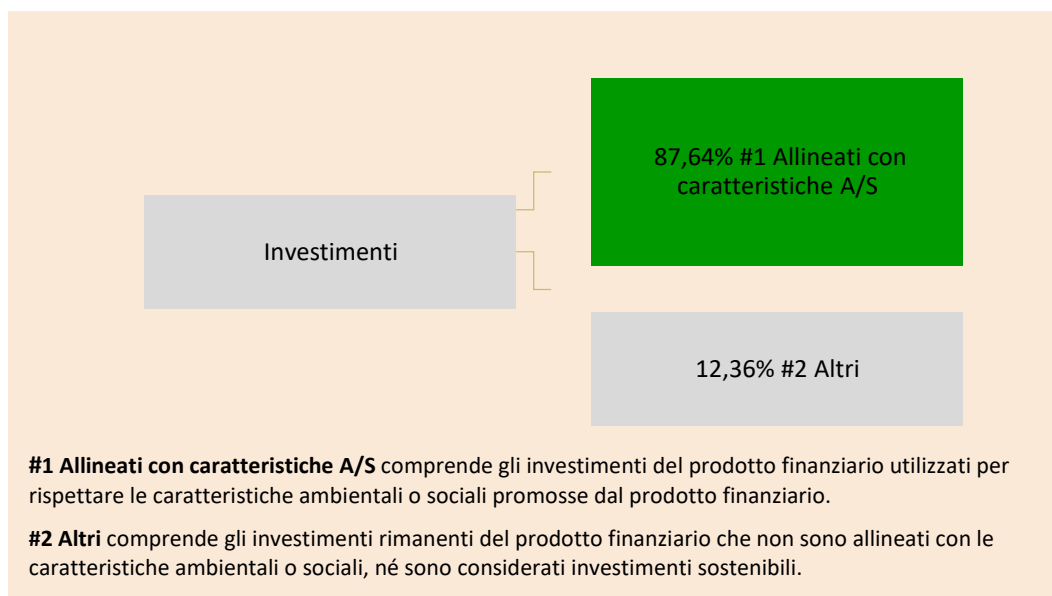 87,64% #1 Allineati con
caratteristiche A/S
Investimenti
12,36% #2 Altri
#1 Allineati con caratteristiche A/S comprende gli investimenti del prodotto finanziario utilizzati per
rispettare le caratteristiche ambientali o sociali promosse dal prodotto finanziario.
#2 Altri comprende gli investimenti rimanenti del prodotto finanziario che non sono allineati con le
caratteristiche ambientali o sociali, né sono considerati investimenti sostenibili.